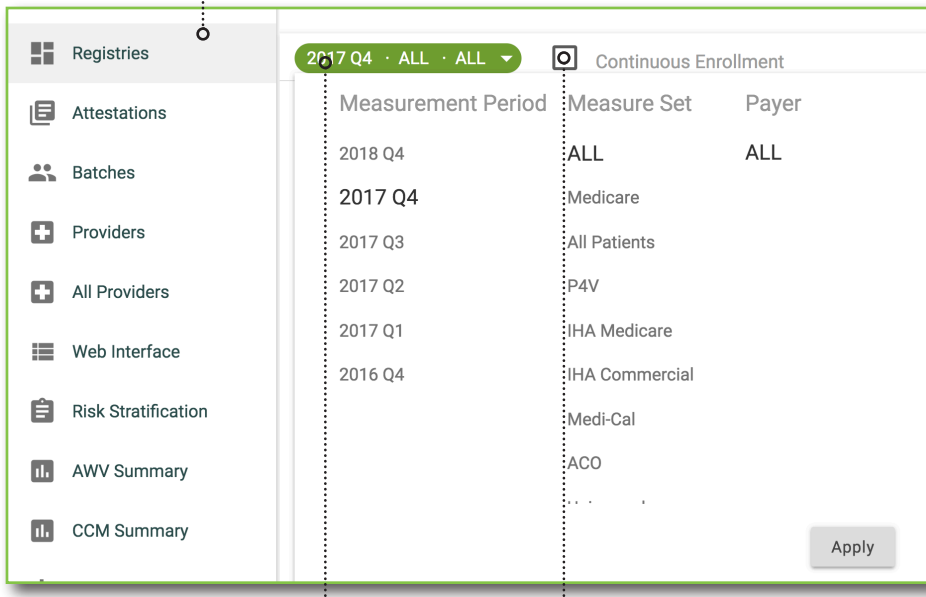 Registries
Attestations
Batches
Providers
All Providers
Web Interface
Risk Stratification
AWV Summary
CCM Summary
2017 Q4 · ALL · ALL
Continuous Enrollment
Measurement Period
2018 Q4
2017 Q4
2017 Q3
2017 Q2
2017 Q1
2016 Q4
Measure Set
ALL
Medicare
All Patients
P4V
IHA Medicare
IHA Commercial
Medi-Cal
ACO
Payer
ALL
Apply